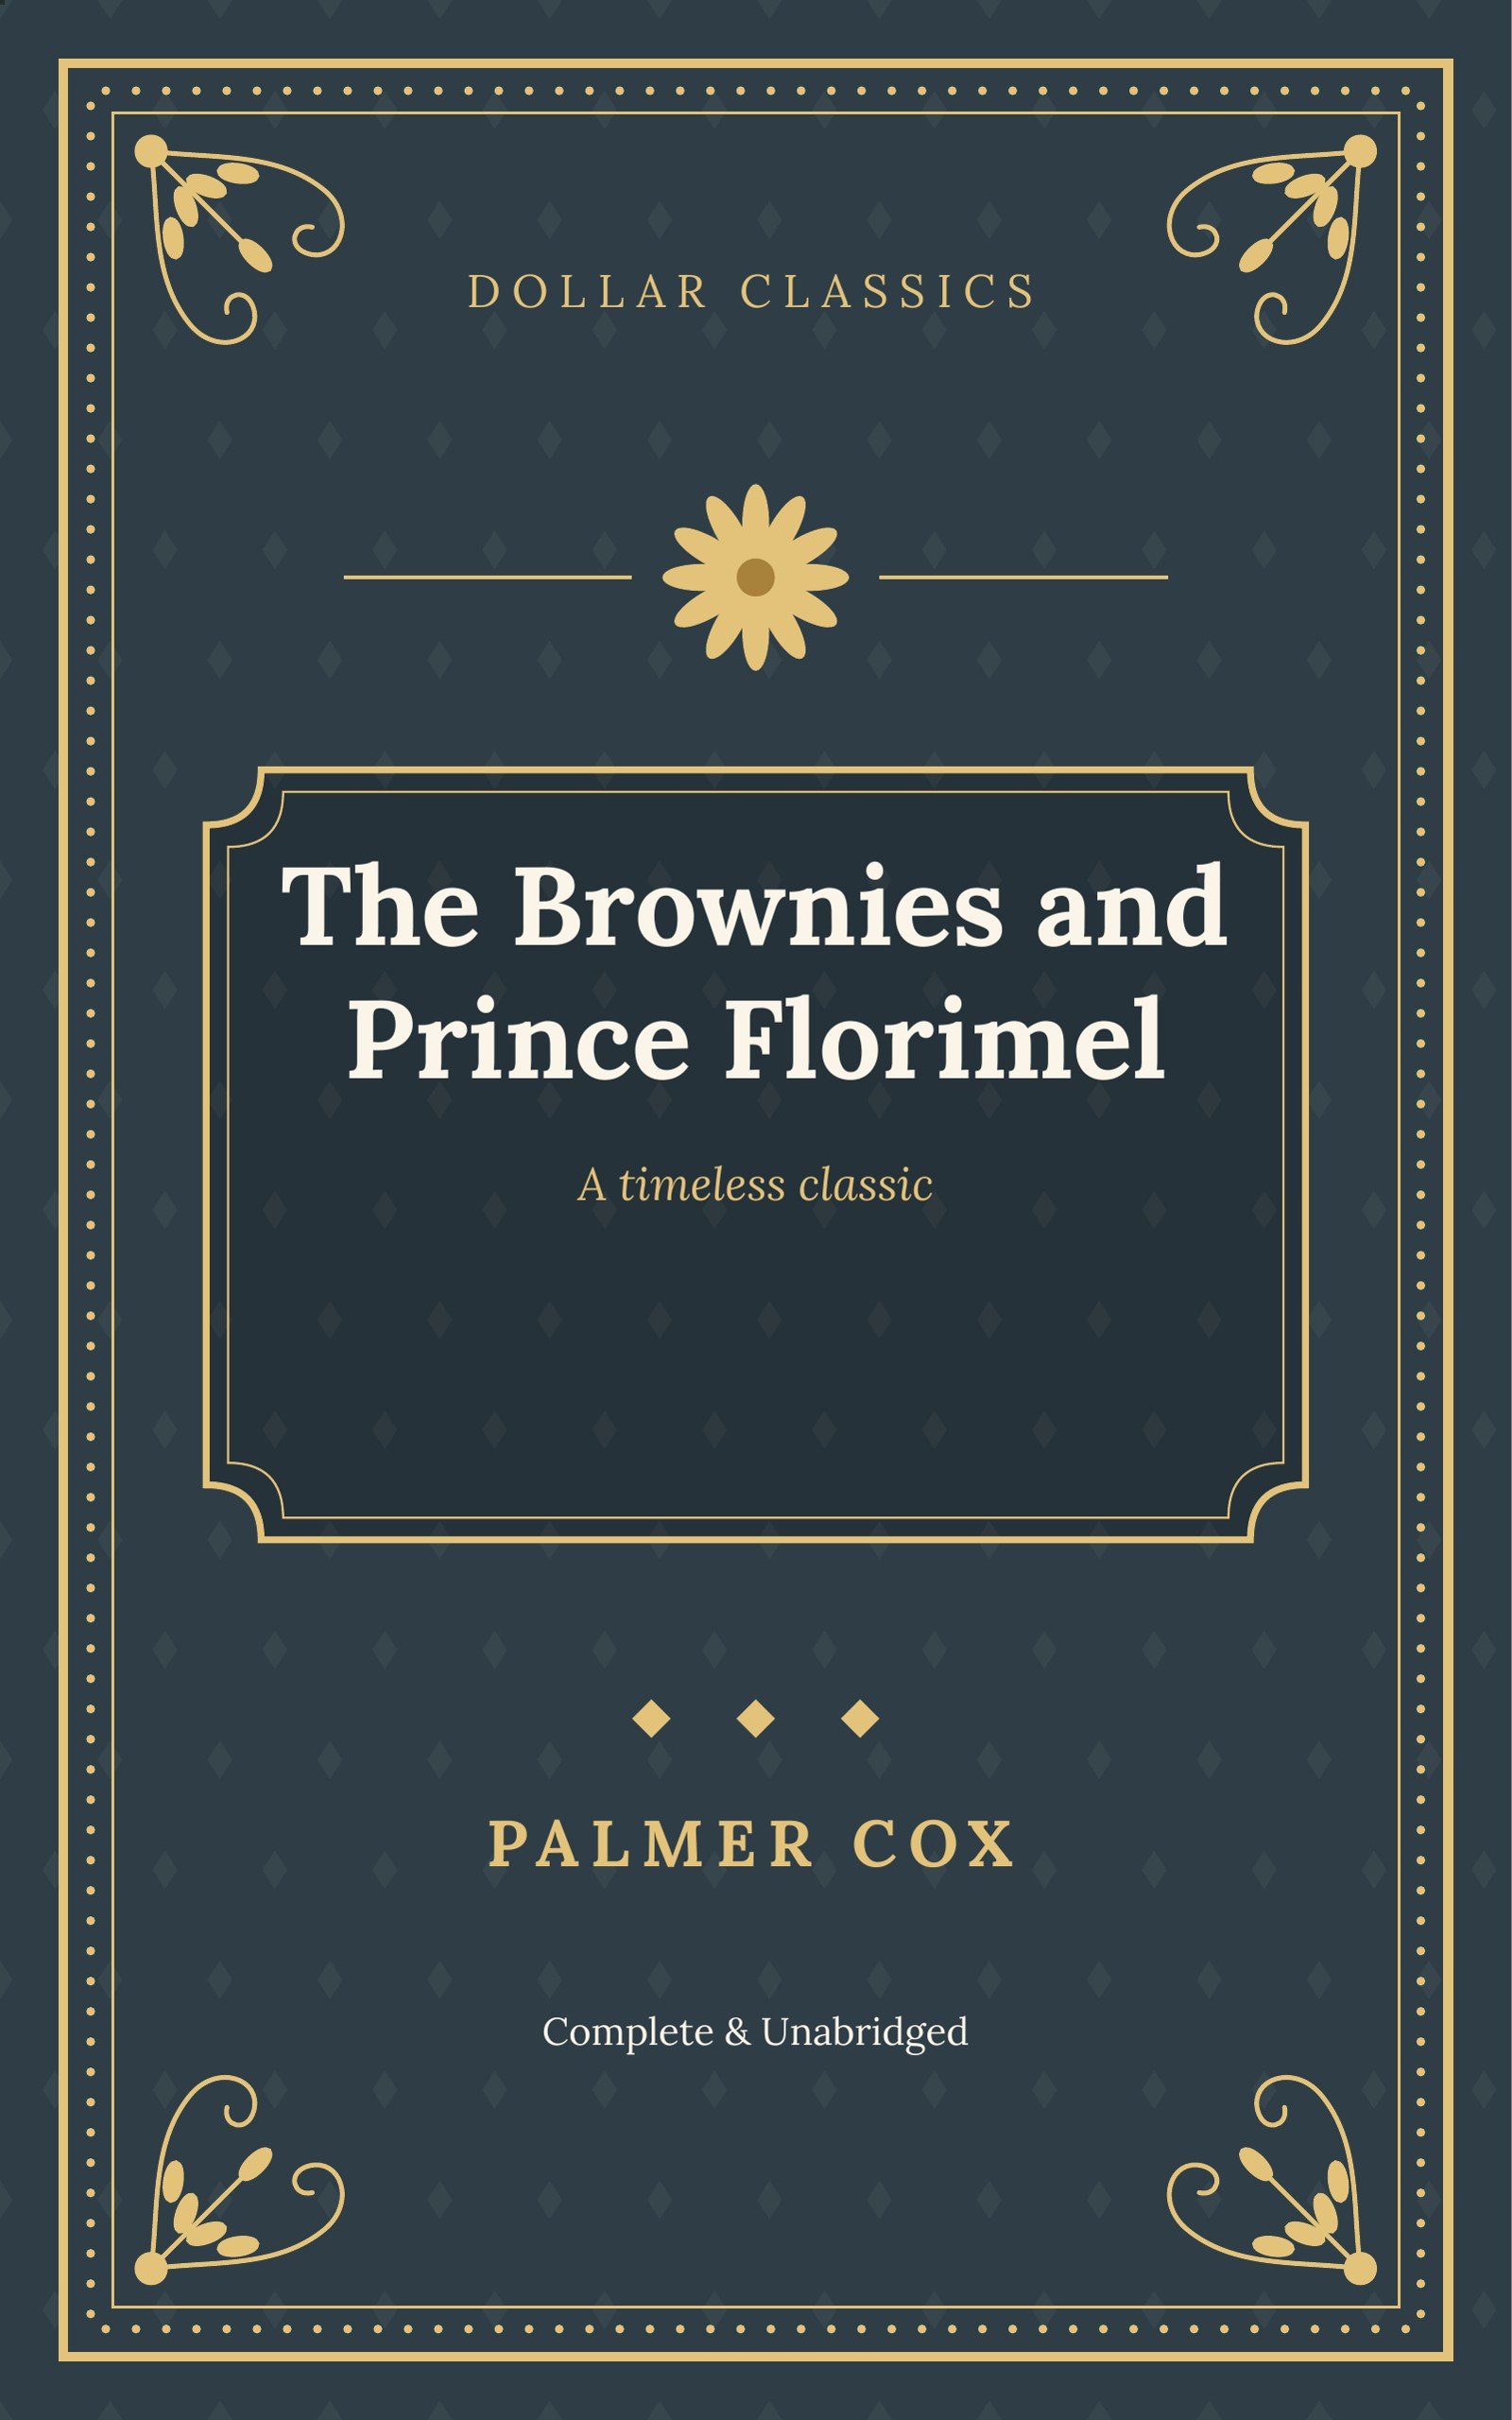 DOLLAR CLASSICS
The Brownies and
Prince Florimel
A timeless classic
PALMER COX
Complete & Unabridged